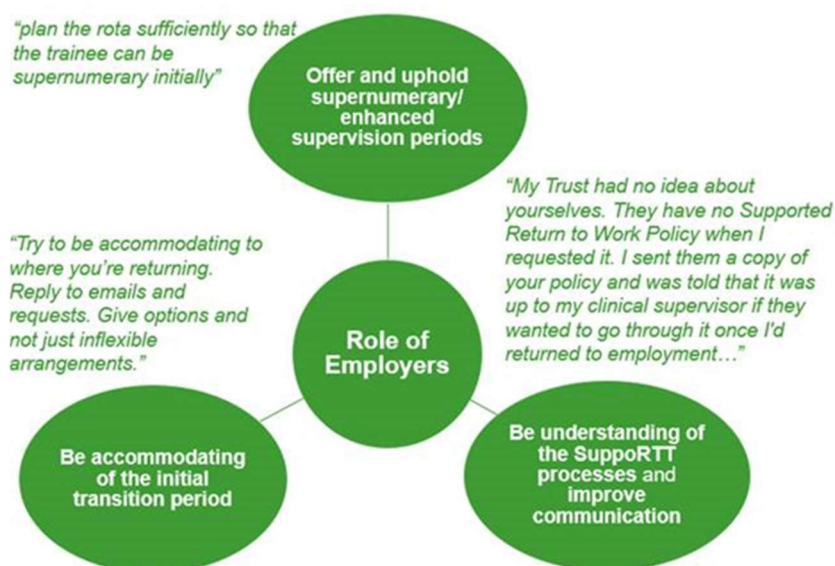 “plan the rota sufficiently so that
the trainee can be
supernumerary initially”
Offer and uphold
supernumerary/
enhanced
supervision periods
“My Trust had no idea about
yourselves. They have no Supported
Return to Work Policy when I
requested it. I sent them a copy of
your policy and was told that it was
up to my clinical supervisor if they
wanted to go through it once I'd
returned to employment…”
“Try to be accommodating to
where you’re returning.
Reply to emails and
requests. Give options and
not just inflexible
arrangements.”
Role of
Employers
Be accommodating
of the initial
transition period
Be understanding of
the SuppoRTT
processes and
improve
communication